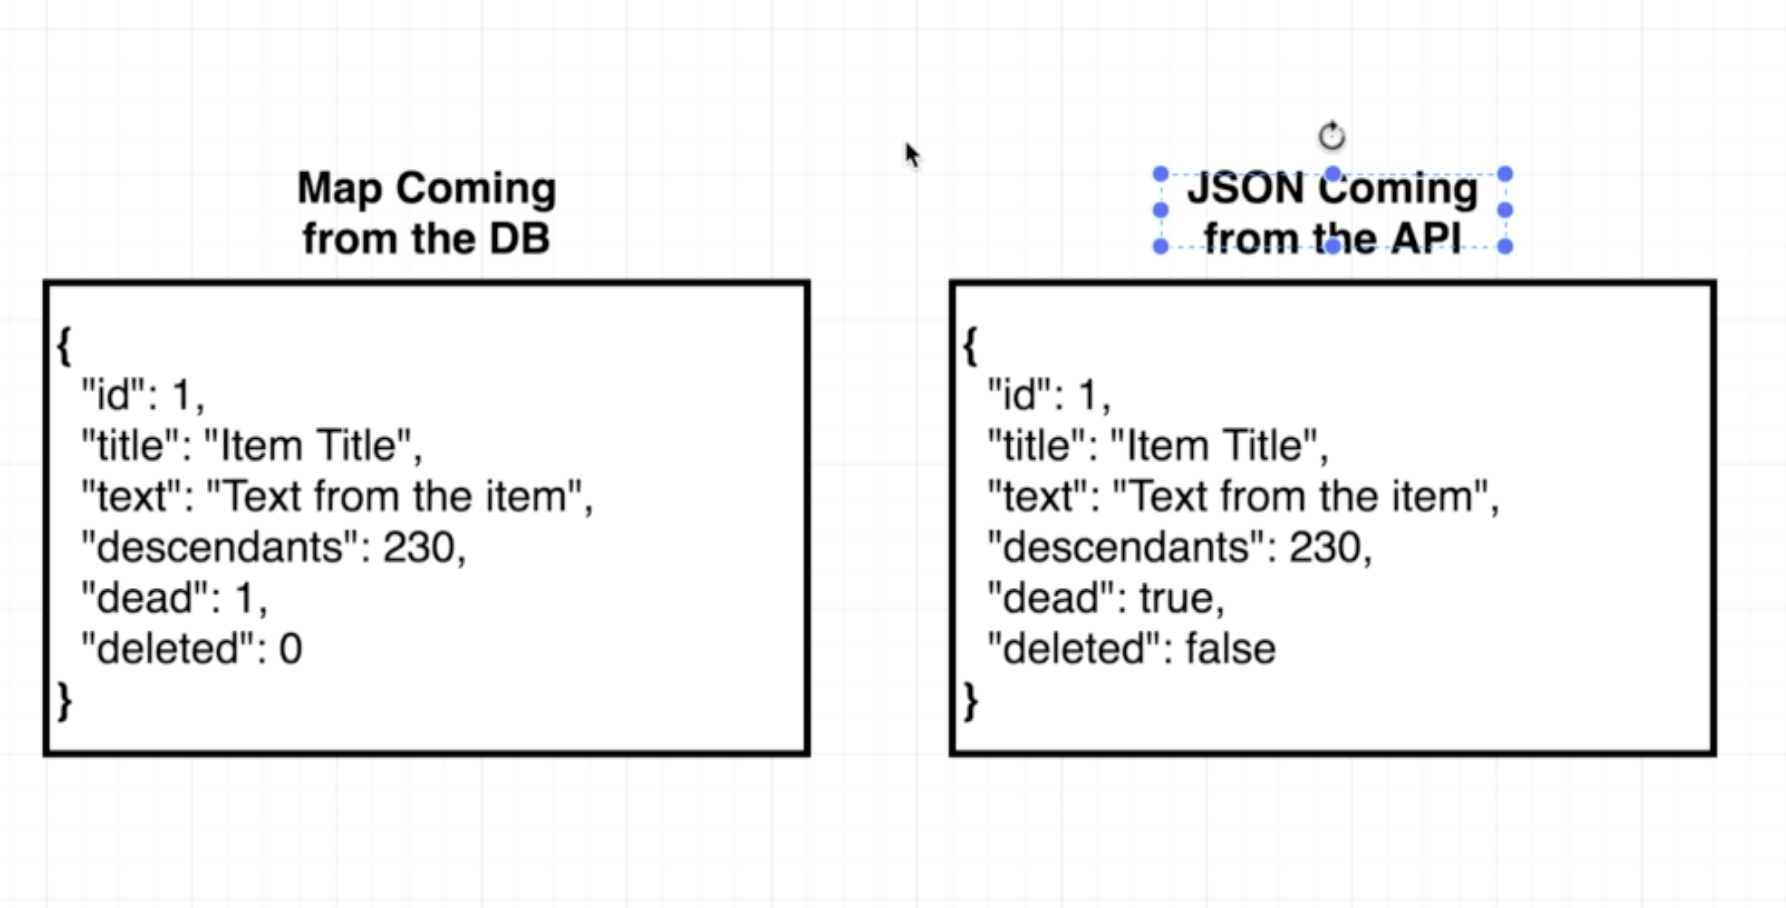 Map Coming
from the DB
{
"id": 1,
"title": "Item Title",
"text": "Text from the item",
"descendants": 230,
"dead": 1,
"deleted": 0
}
JSON Coming
from the API
{
"id": 1,
"title": "Item Title",
"text": "Text from the item",
"descendants": 230,
"dead": true,
"deleted": false
}